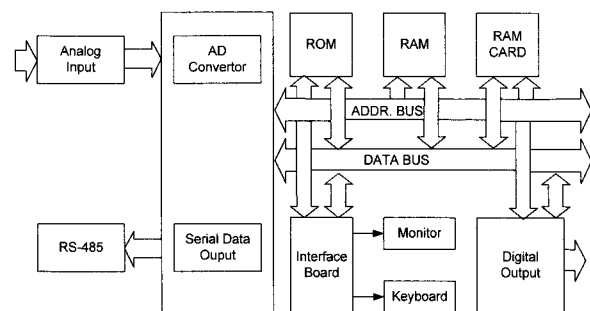 Analog
Input
AD
Convertor
ROM
RAM
RAM
CARD
ADDR. BUS
DATA BUS
RS-485
Serial Data
Ouput
Interface
Board
Monitor
Keyboard
Digital
Output